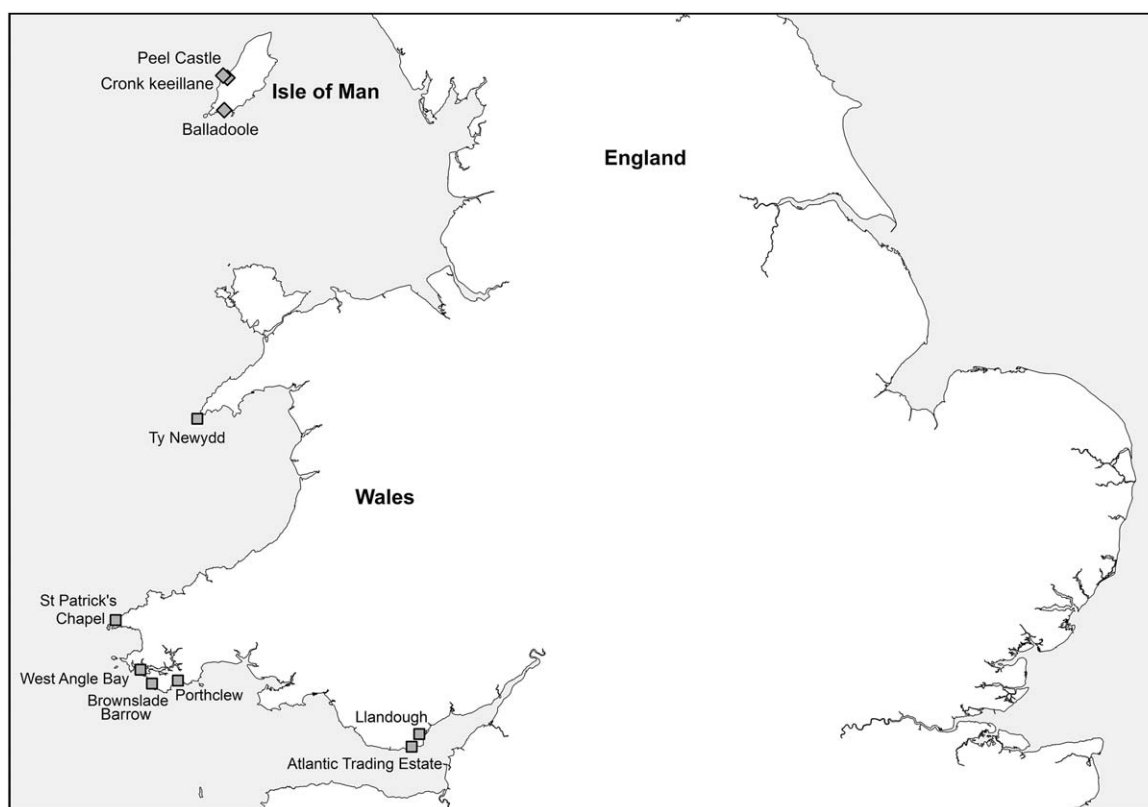 Peel Castle
Cronk keeillane
Isle of Man
Balladoole
England
Ty Newydd
Wales
St Patrick's
Chapel
West Angle Bay
Porthclew
Brownslade
Barrow
Llandough
Atlantic Trading Estate